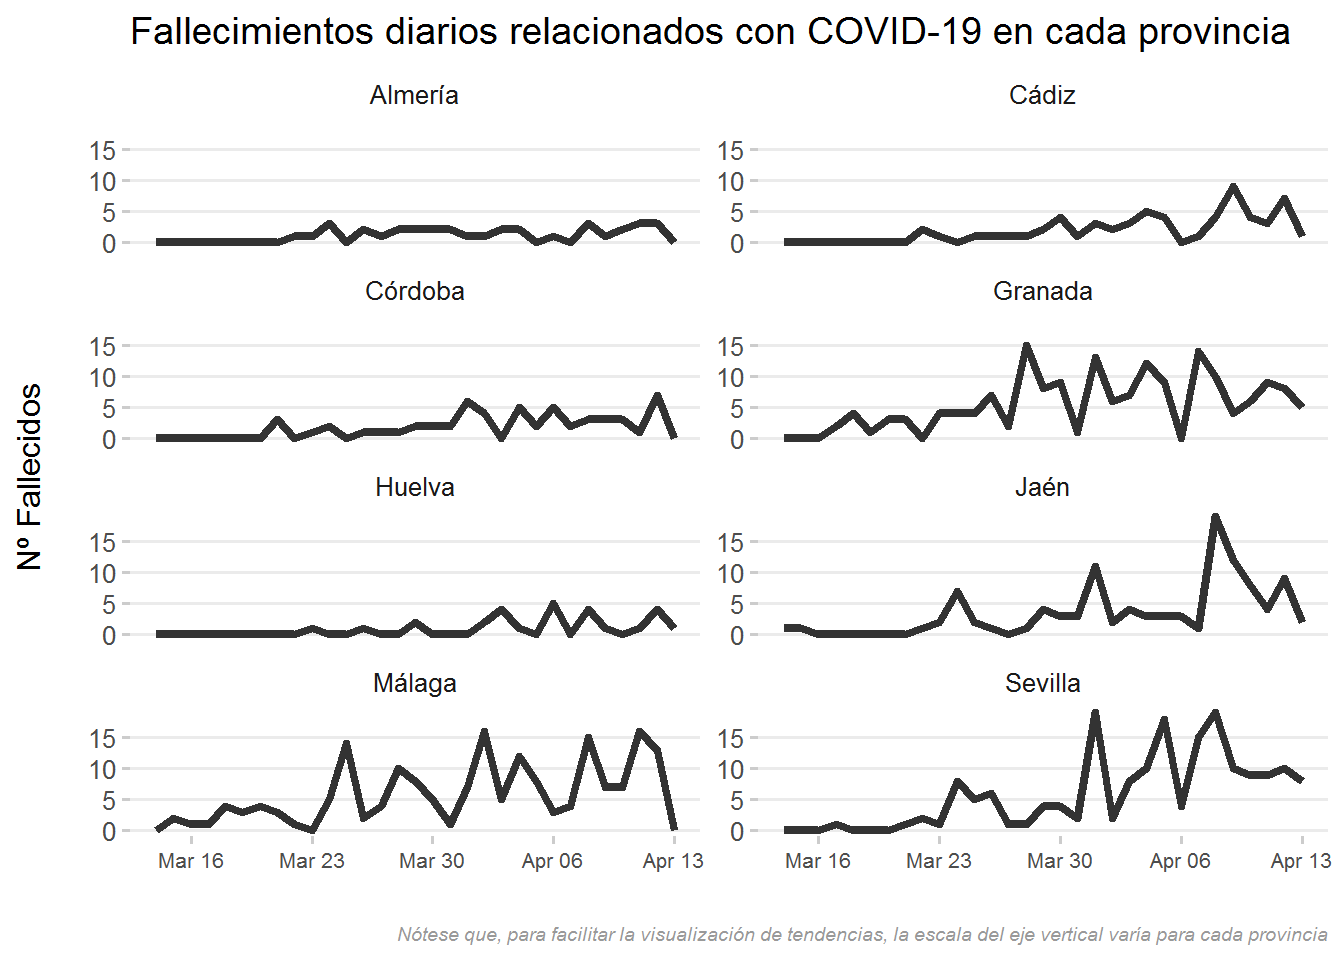 Fallecimientos diarios relacionados con COVID-19 en cada provincia
Almería
Cádiz
15
10
5
0
15
10
5
0
Córdoba
Granada
15
10
5
0
15
10
5
0
Nº Fallecidos
Huelva
Jaén
15
10
5
0
15
10
5
0
Málaga
Sevilla
15
10
5
0
15
10
5
0
Mar 16 Mar 23 Mar 30 Apr 06 Apr 13
Mar 16 Mar 23 Mar 30 Apr 06 Apr 13
Nótese que, para facilitar la visualización de tendencias, la escala del eje vertical varía para cada provincia